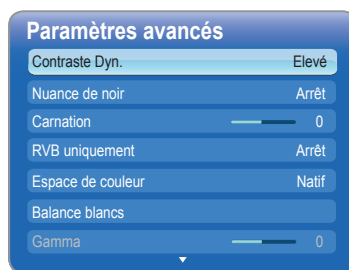 Paramètres avancés
Contraste Dyn. Elevé
Nuance de noir Arrêt
Carnation 0
RVB uniquement Arrêt
Espace de couleur Natif
Balance blancs
Gamma 0